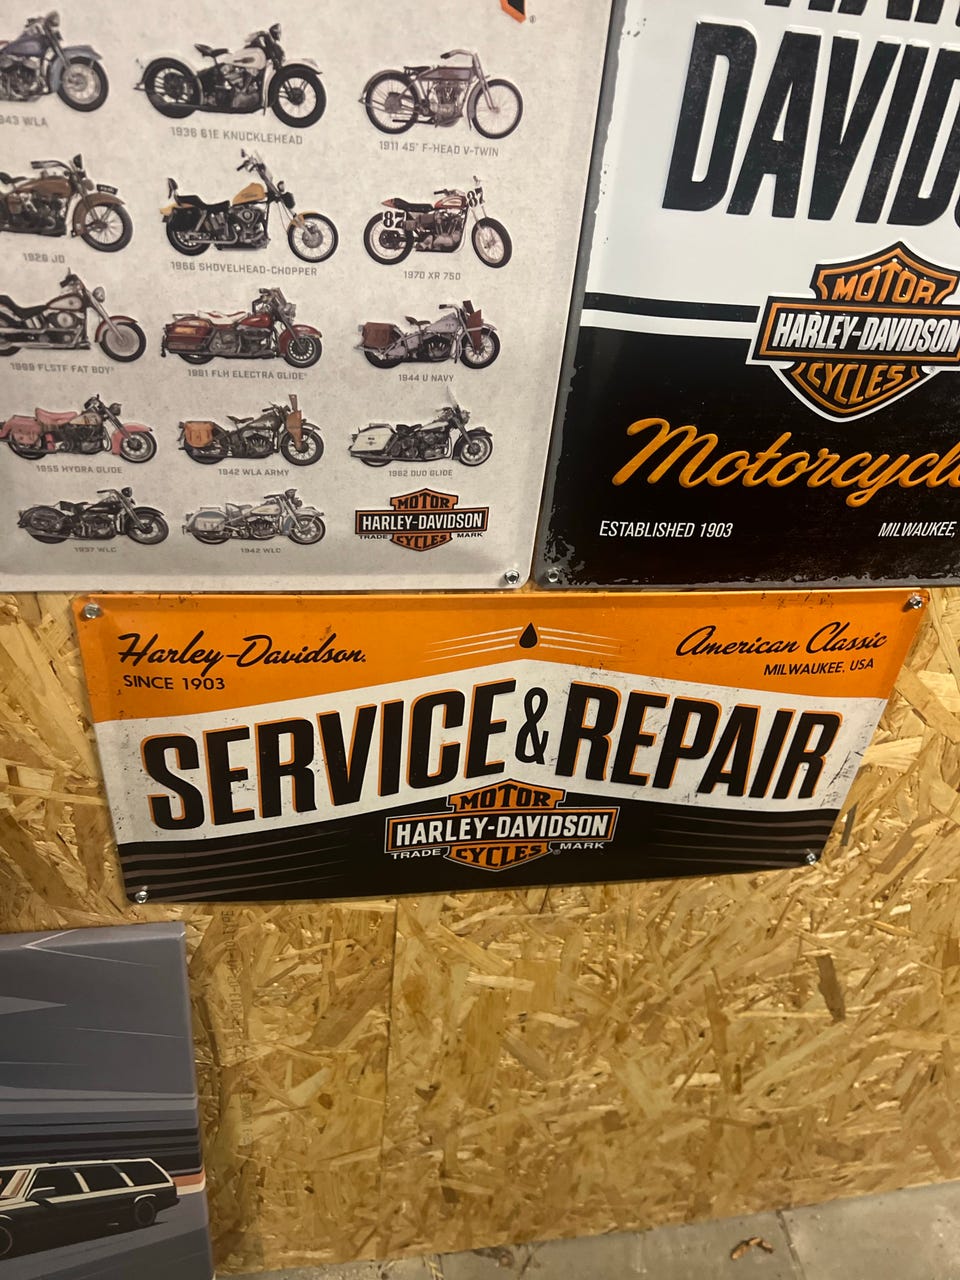 1936 61E KNUCKLEHEAD
1911 45° F-HEAD V-TWIN
WLA
JD
1966 SHOVELHEAD-CHOPPER
1970 XR 750
87
87
FLSTF FAT BOY®
1981 FLH ELECTRA GLIDE®
1944 U NAVY
1955 HYDRA GLIDE
1942 WLA ARMY
1962 DUO GLIDE
1937 WLC
1942 WLC
MOTOR
HARLEY-DAVIDSON
TRADE MARK
CYCLES
DAVID
MOTOR
HARLEY-DAVIDSON
CYCLES
Motorcycl
ESTABLISHED 1903
MILWAUKEE,
Harley-Davidson.
SINCE 1903
American Classic
MILWAUKEE, USA
SERVICE & REPAIR
MOTOR
HARLEY-DAVIDSON
TRADE MARK
CYCLES